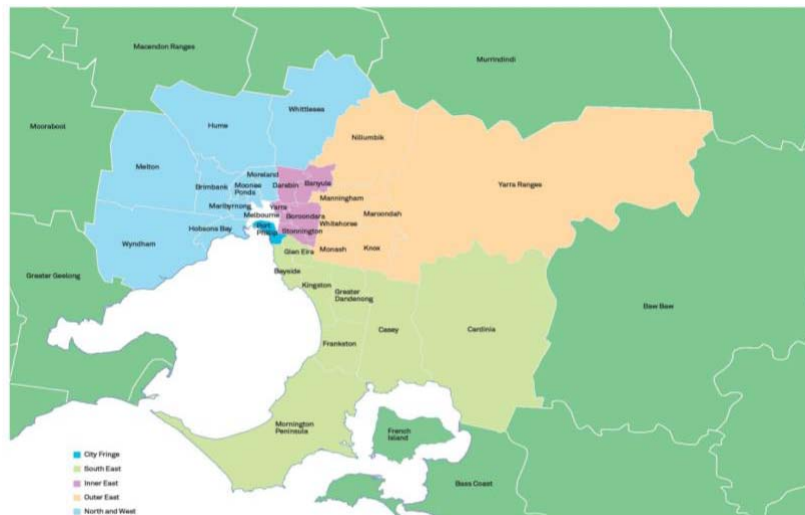 Macendon Ranges
Murrindindi
Moorabool
Whittlesea
Hume
Nillumbik
Melton
Moreland
Yarra Ranges
Brimbank
Moonee
Ponds
Darebin
Banyule
Manningham
Maribyrnong
Yarra
Melbourne
Boroondara
Maroondah
Whitehorse
Hobsons Bay
Port
Phillip
Stonnington
Wyndham
Glen Eira
Monash
Knox
Greater Geelong
Bayside
Kingston
Greater
Dandenong
Baw Baw
Casey
Cardinia
Frankston
Mornington
Peninsula
French
Island
Bass Coast
City Fringe
South East
Inner East
Outer East
North and West